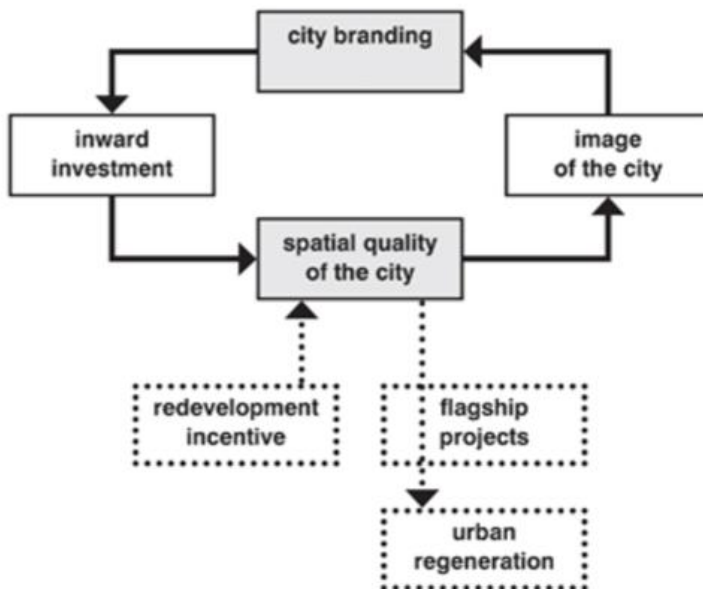 city branding
inward
investment
image
of the city
spatial quality
of the city
redevelopment
incentive
flagship
projects
urban
regeneration